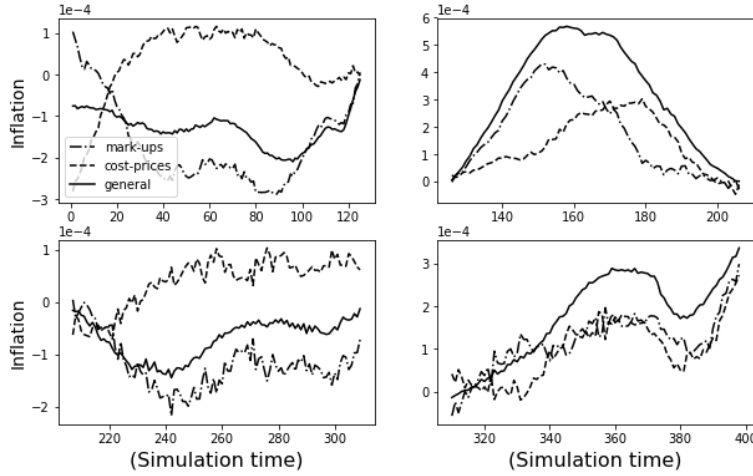 1e-4
1
0
−1
−2
−3
Inflation
mark-ups
cost-prices
general
0 20 40 60 80 100 120
1e-4
6
5
4
3
2
1
0
140 160 180 200
1e-4
1
0
−1
−2
Inflation
220 240 260 280 300
(Simulation time)
1e-4
3
2
1
0
320 340 360 380 400
(Simulation time)